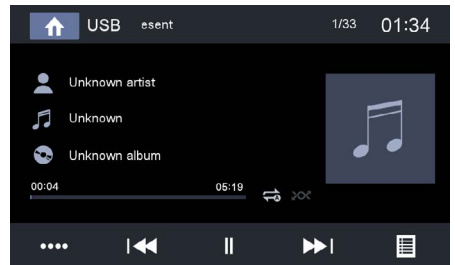 USB esent 1/33 01:34
Unknown artist
Unknown
Unknown album
00:04 05:19